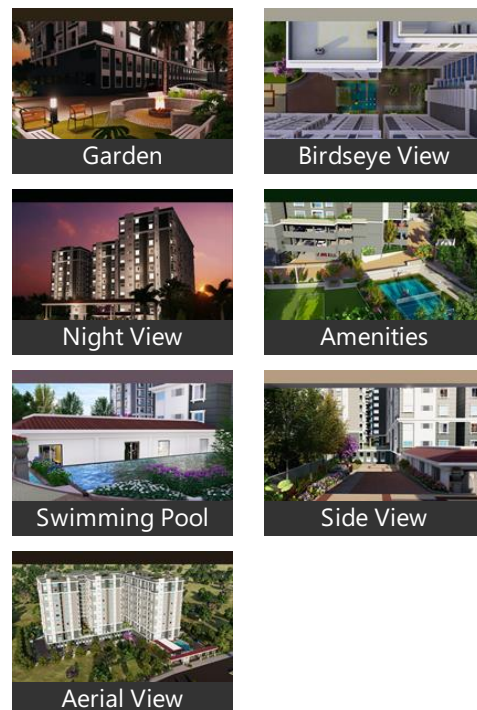 Garden
Birdseye View
Night View
Amenities
Swimming Pool
Side View
Aerial View